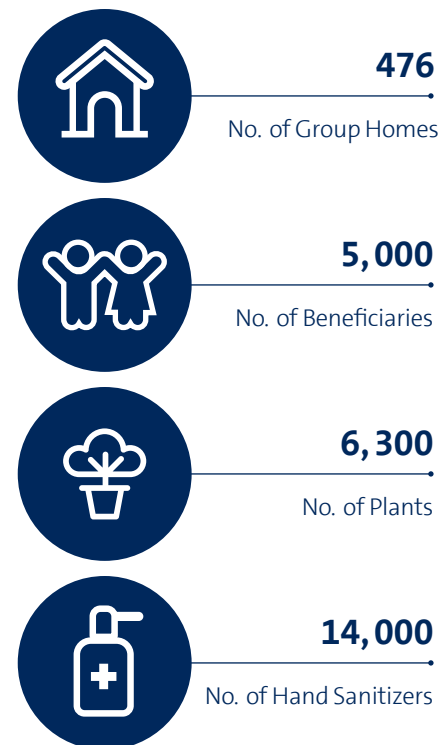 476
No. of Group Homes
5,000
No. of Beneficiaries
6,300
No. of Plants
14,000
No. of Hand Sanitizers